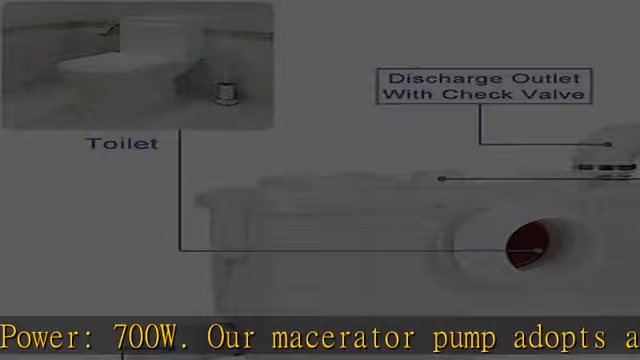 Discharge Outlet
With Check Valve
Toilet
Power: 700W. Our macerator pump adopts a